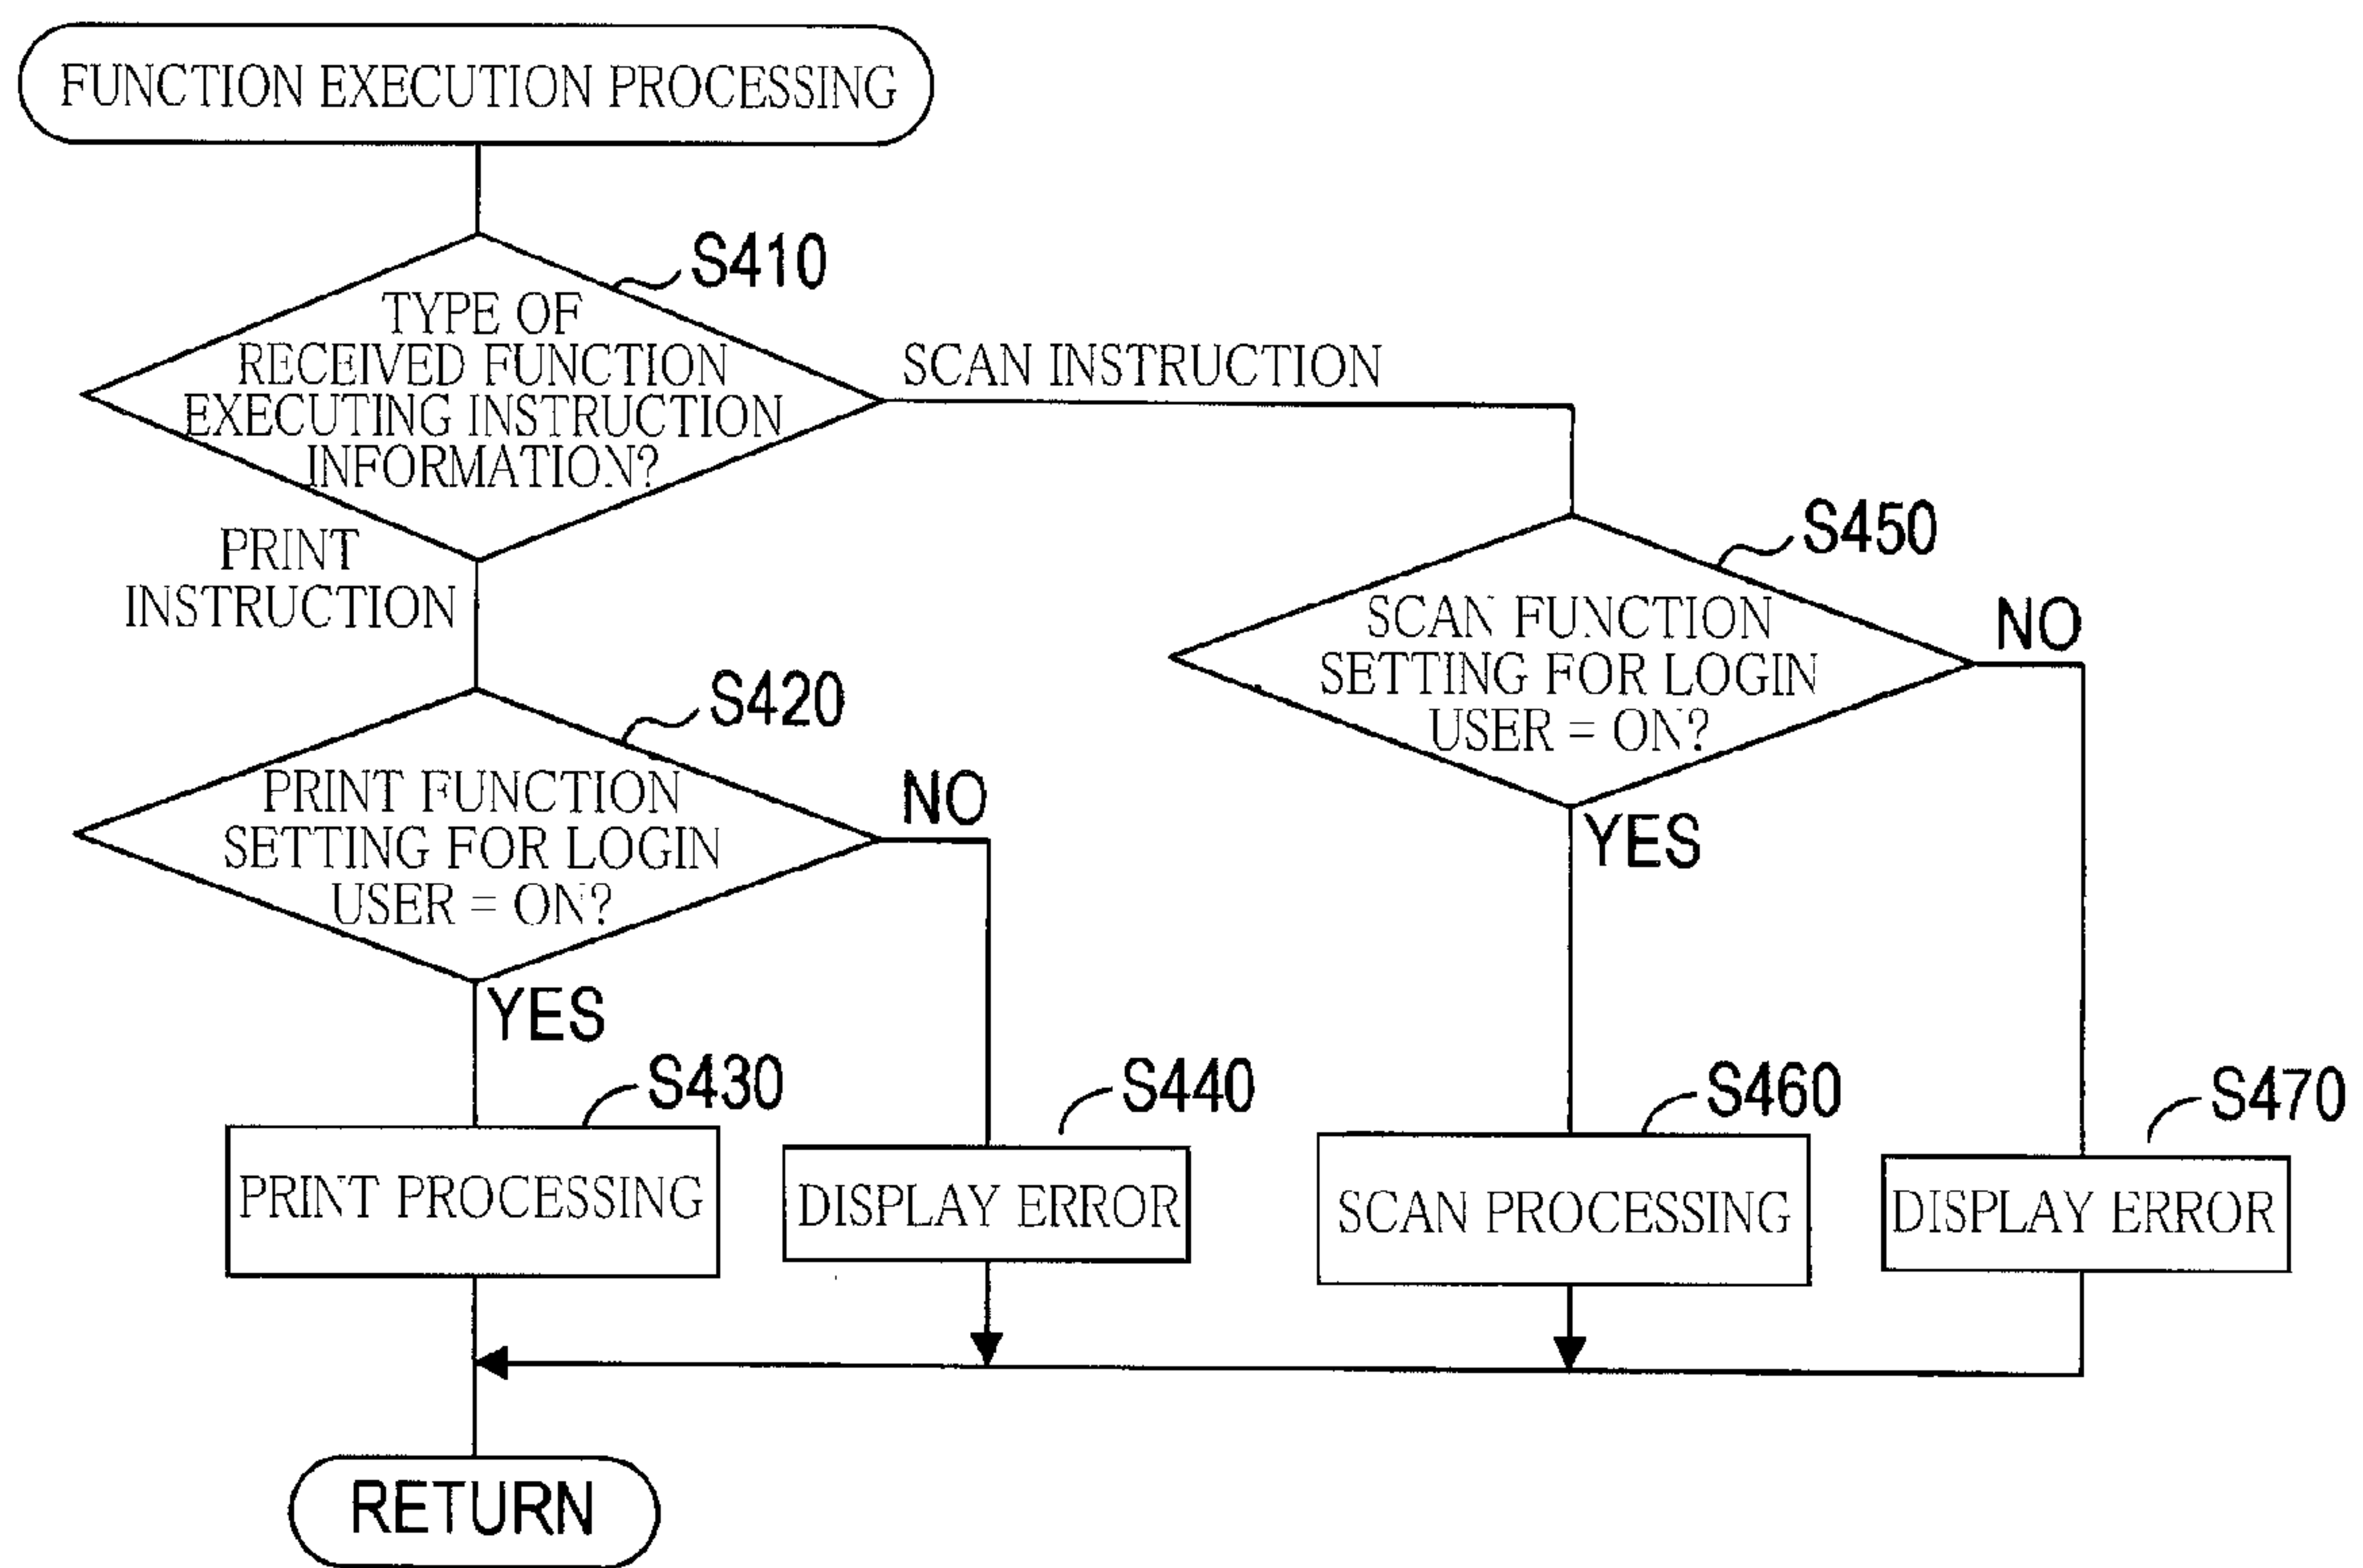 FUNCTION EXECUTION PROCESSING
S410
TYPE OF
RECEIVED FUNCTION
EXECUTING INSTRUCTION
INFORMATION?
SCAN INSTRUCTION
PRINT
INSTRUCTION
S420
PRINT FUNCTION
SETTING FOR LOGIN
USER = ON?
NO
YES
S450
SCAN FUNCTION
SETTING FOR LOGIN
USER = ON?
NO
YES
S430
PRINT PROCESSING
S440
DISPLAY ERROR
S460
SCAN PROCESSING
S470
DISPLAY ERROR
RETURN